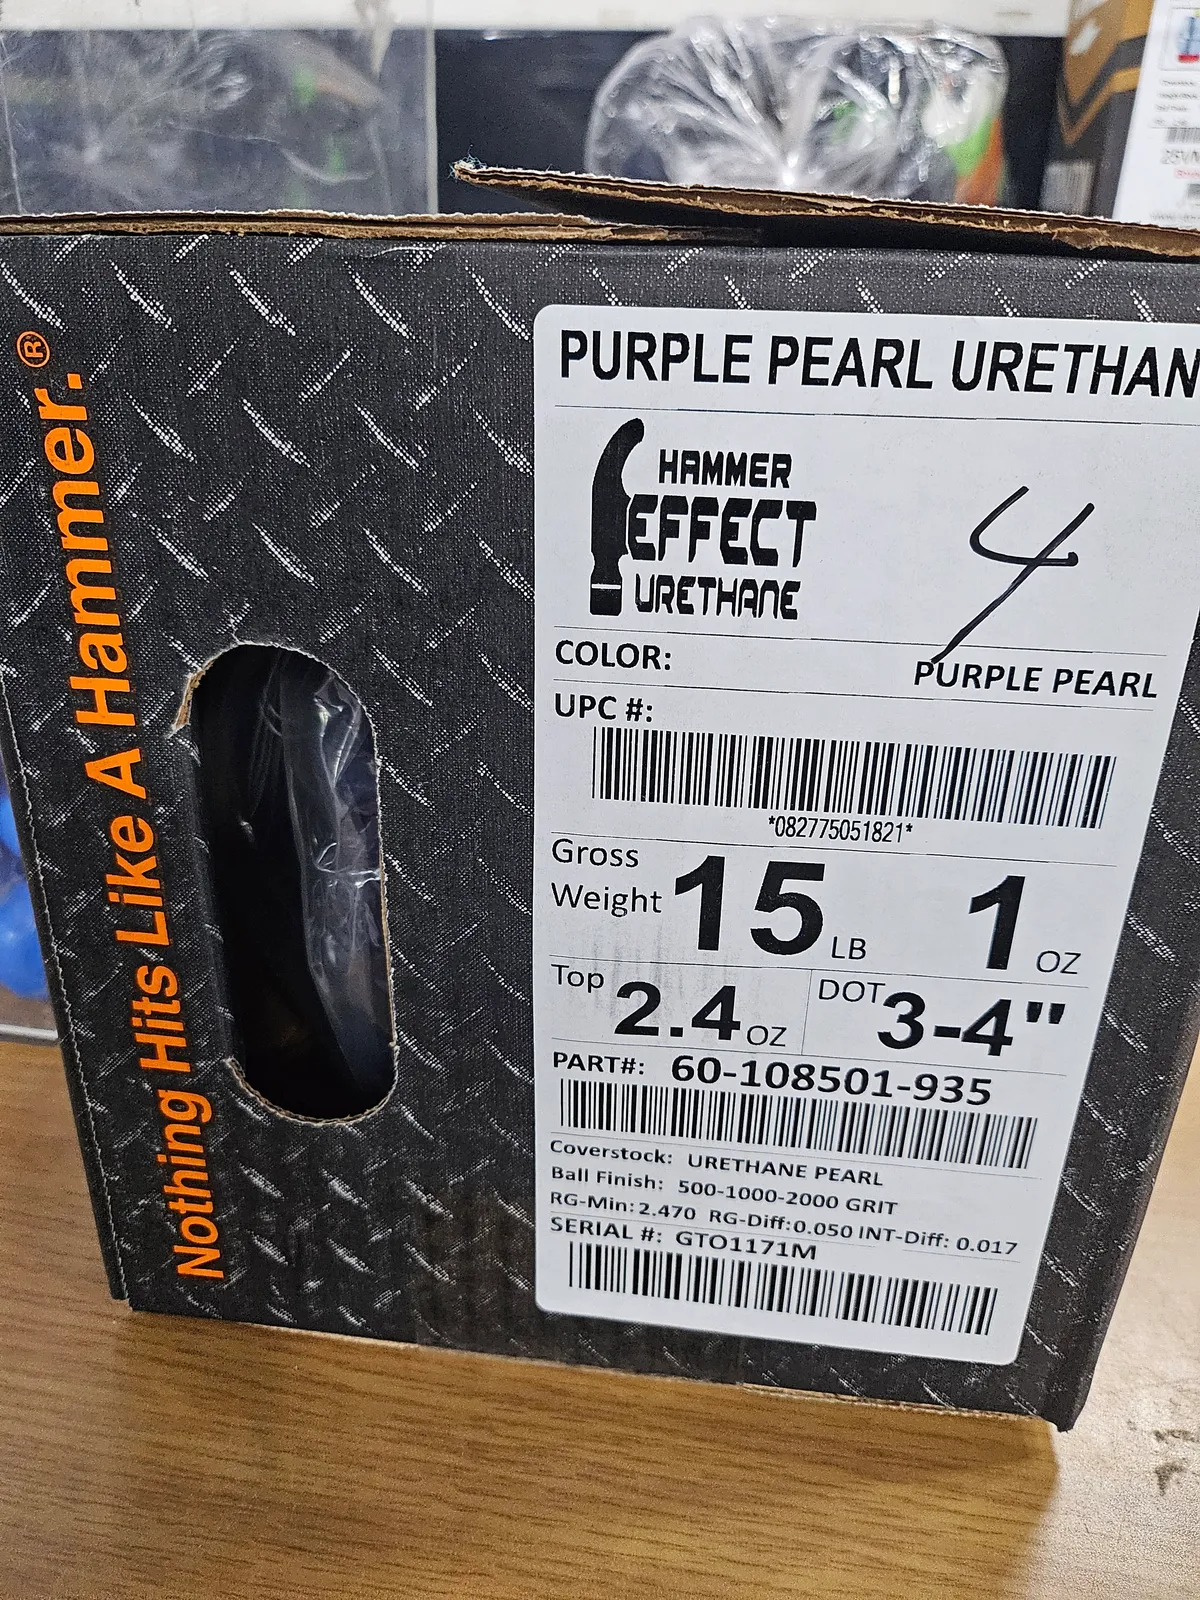 Nothing Hits Like A Hammer.®
PURPLE PEARL URETHAN
HAMMER
EFFECT
URETHANE
4
COLOR: PURPLE PEARL
UPC #:
*082775051821*
Gross Weight 15 LB 1 OZ
Top 2.4 OZ DOT 3-4"
PART#: 60-108501-935
Coverstock: URETHANE PEARL
Ball Finish: 500-1000-2000 GRIT
RG-Min: 2.470 RG-Diff: 0.050 INT-Diff: 0.017
SERIAL #: GTO1171M